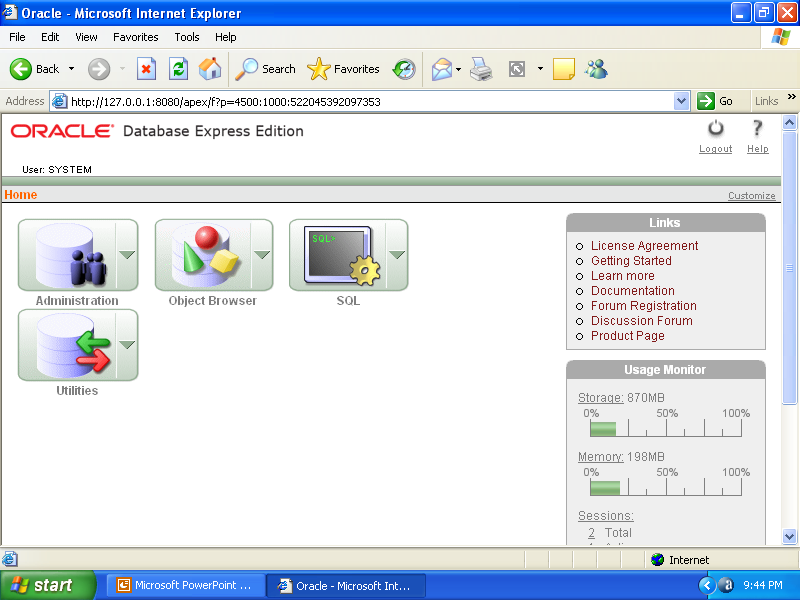 Oracle - Microsoft Internet Explorer
File Edit View Favorites Tools Help
Back Search Favorites
Address http://127.0.0.1:8080/apex/f?p=4500:1000:522045392097353 Go Links »
ORACLE® Database Express Edition
Logout Help
User: SYSTEM
Home Customize
SQL>
Administration Object Browser SQL
Utilities
Links
License Agreement
Getting Started
Learn more
Documentation
Forum Registration
Discussion Forum
Product Page
Usage Monitor
Storage: 870MB
0% 50% 100%
Memory: 198MB
0% 50% 100%
Sessions:
2 Total
Internet
start Microsoft PowerPoint ... Oracle - Microsoft Int... 9:44 PM